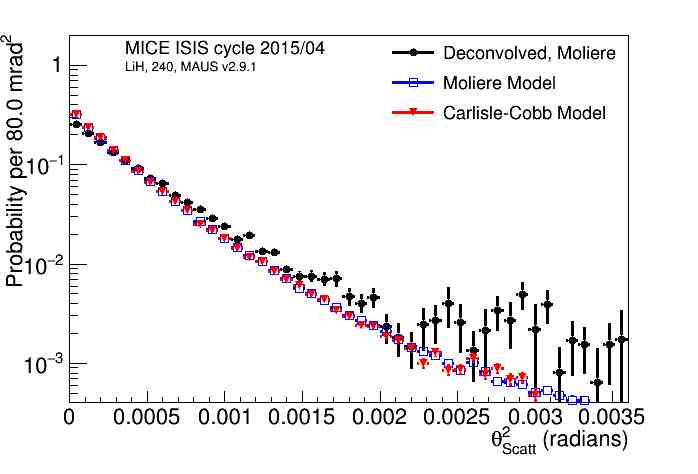 MICE ISIS cycle 2015/04
LiH, 240, MAUS v2.9.1
Deconvolved, Moliere
Moliere Model
Carlisle-Cobb Model
Probability per 80.0 mrad²
1
10⁻¹
10⁻²
10⁻³
0 0.0005 0.001 0.0015 0.002 0.0025 0.003 0.0035
θ²Scatt (radians)